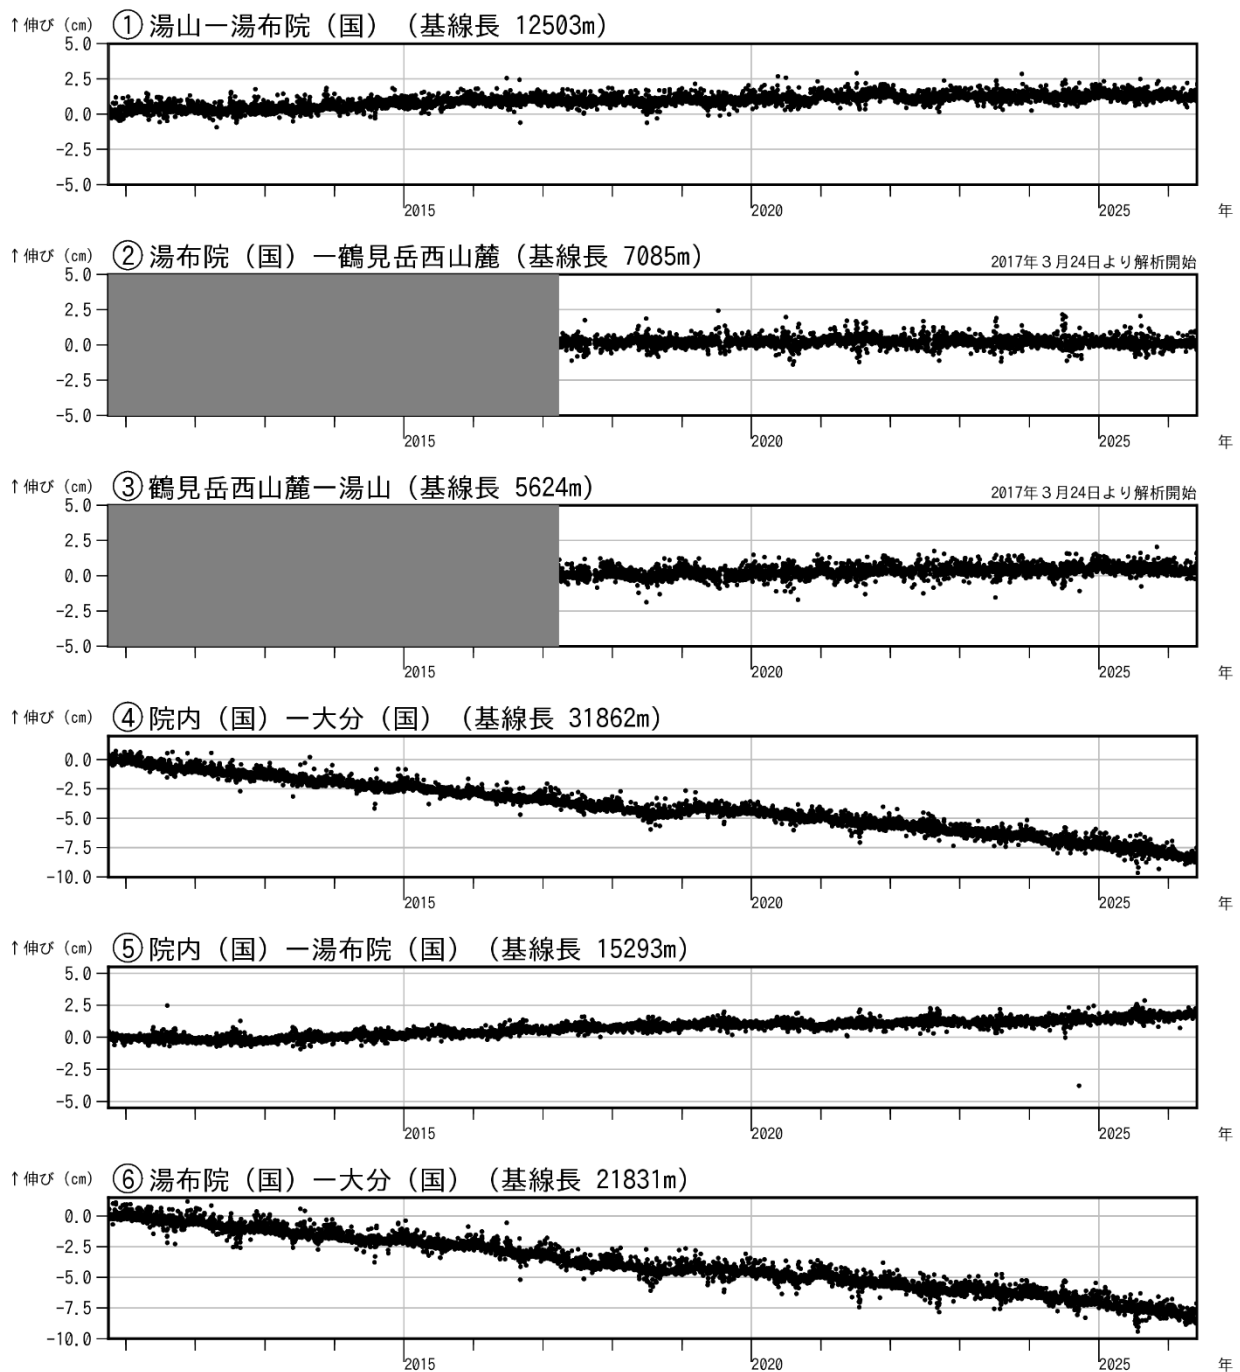 ↑伸び (cm) ①湯山ー湯布院（国）（基線長 12503m）
5.0
2.5
0.0
-2.5
-5.0
2015 2020 2025 年
↑伸び (cm) ②湯布院（国）ー鶴見岳西山麓（基線長 7085m） 2017年３月24日より解析開始
5.0
2.5
0.0
-2.5
-5.0
2015 2020 2025 年
↑伸び (cm) ③鶴見岳西山麓ー湯山（基線長 5624m） 2017年３月24日より解析開始
5.0
2.5
0.0
-2.5
-5.0
2015 2020 2025 年
↑伸び (cm) ④院内（国）ー大分（国）（基線長 31862m）
0.0
-2.5
-5.0
-7.5
-10.0
2015 2020 2025 年
↑伸び (cm) ⑤院内（国）ー湯布院（国）（基線長 15293m）
5.0
2.5
0.0
-2.5
-5.0
2015 2020 2025 年
↑伸び (cm) ⑥湯布院（国）ー大分（国）（基線長 21831m）
0.0
-2.5
-5.0
-7.5
-10.0
2015 2020 2025 年